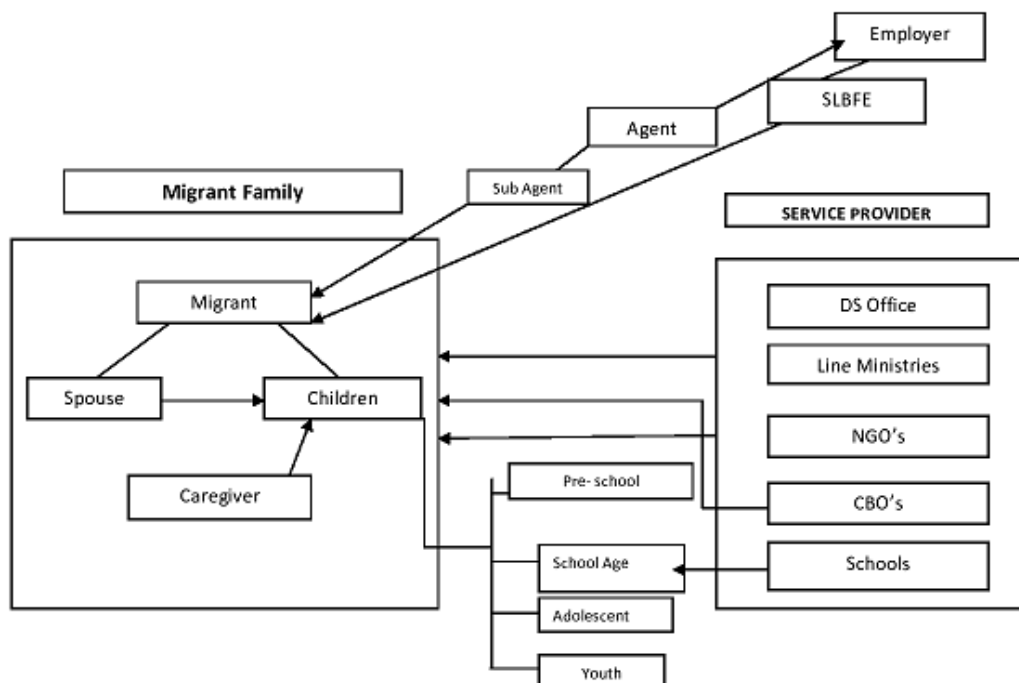 Employer
SLBFE
Agent
Sub Agent
Migrant Family
SERVICE PROVIDER
Migrant
DS Office
Line Ministries
Spouse
Children
NGO's
Pre- school
Caregiver
CBO's
School Age
Schools
Adolescent
Youth